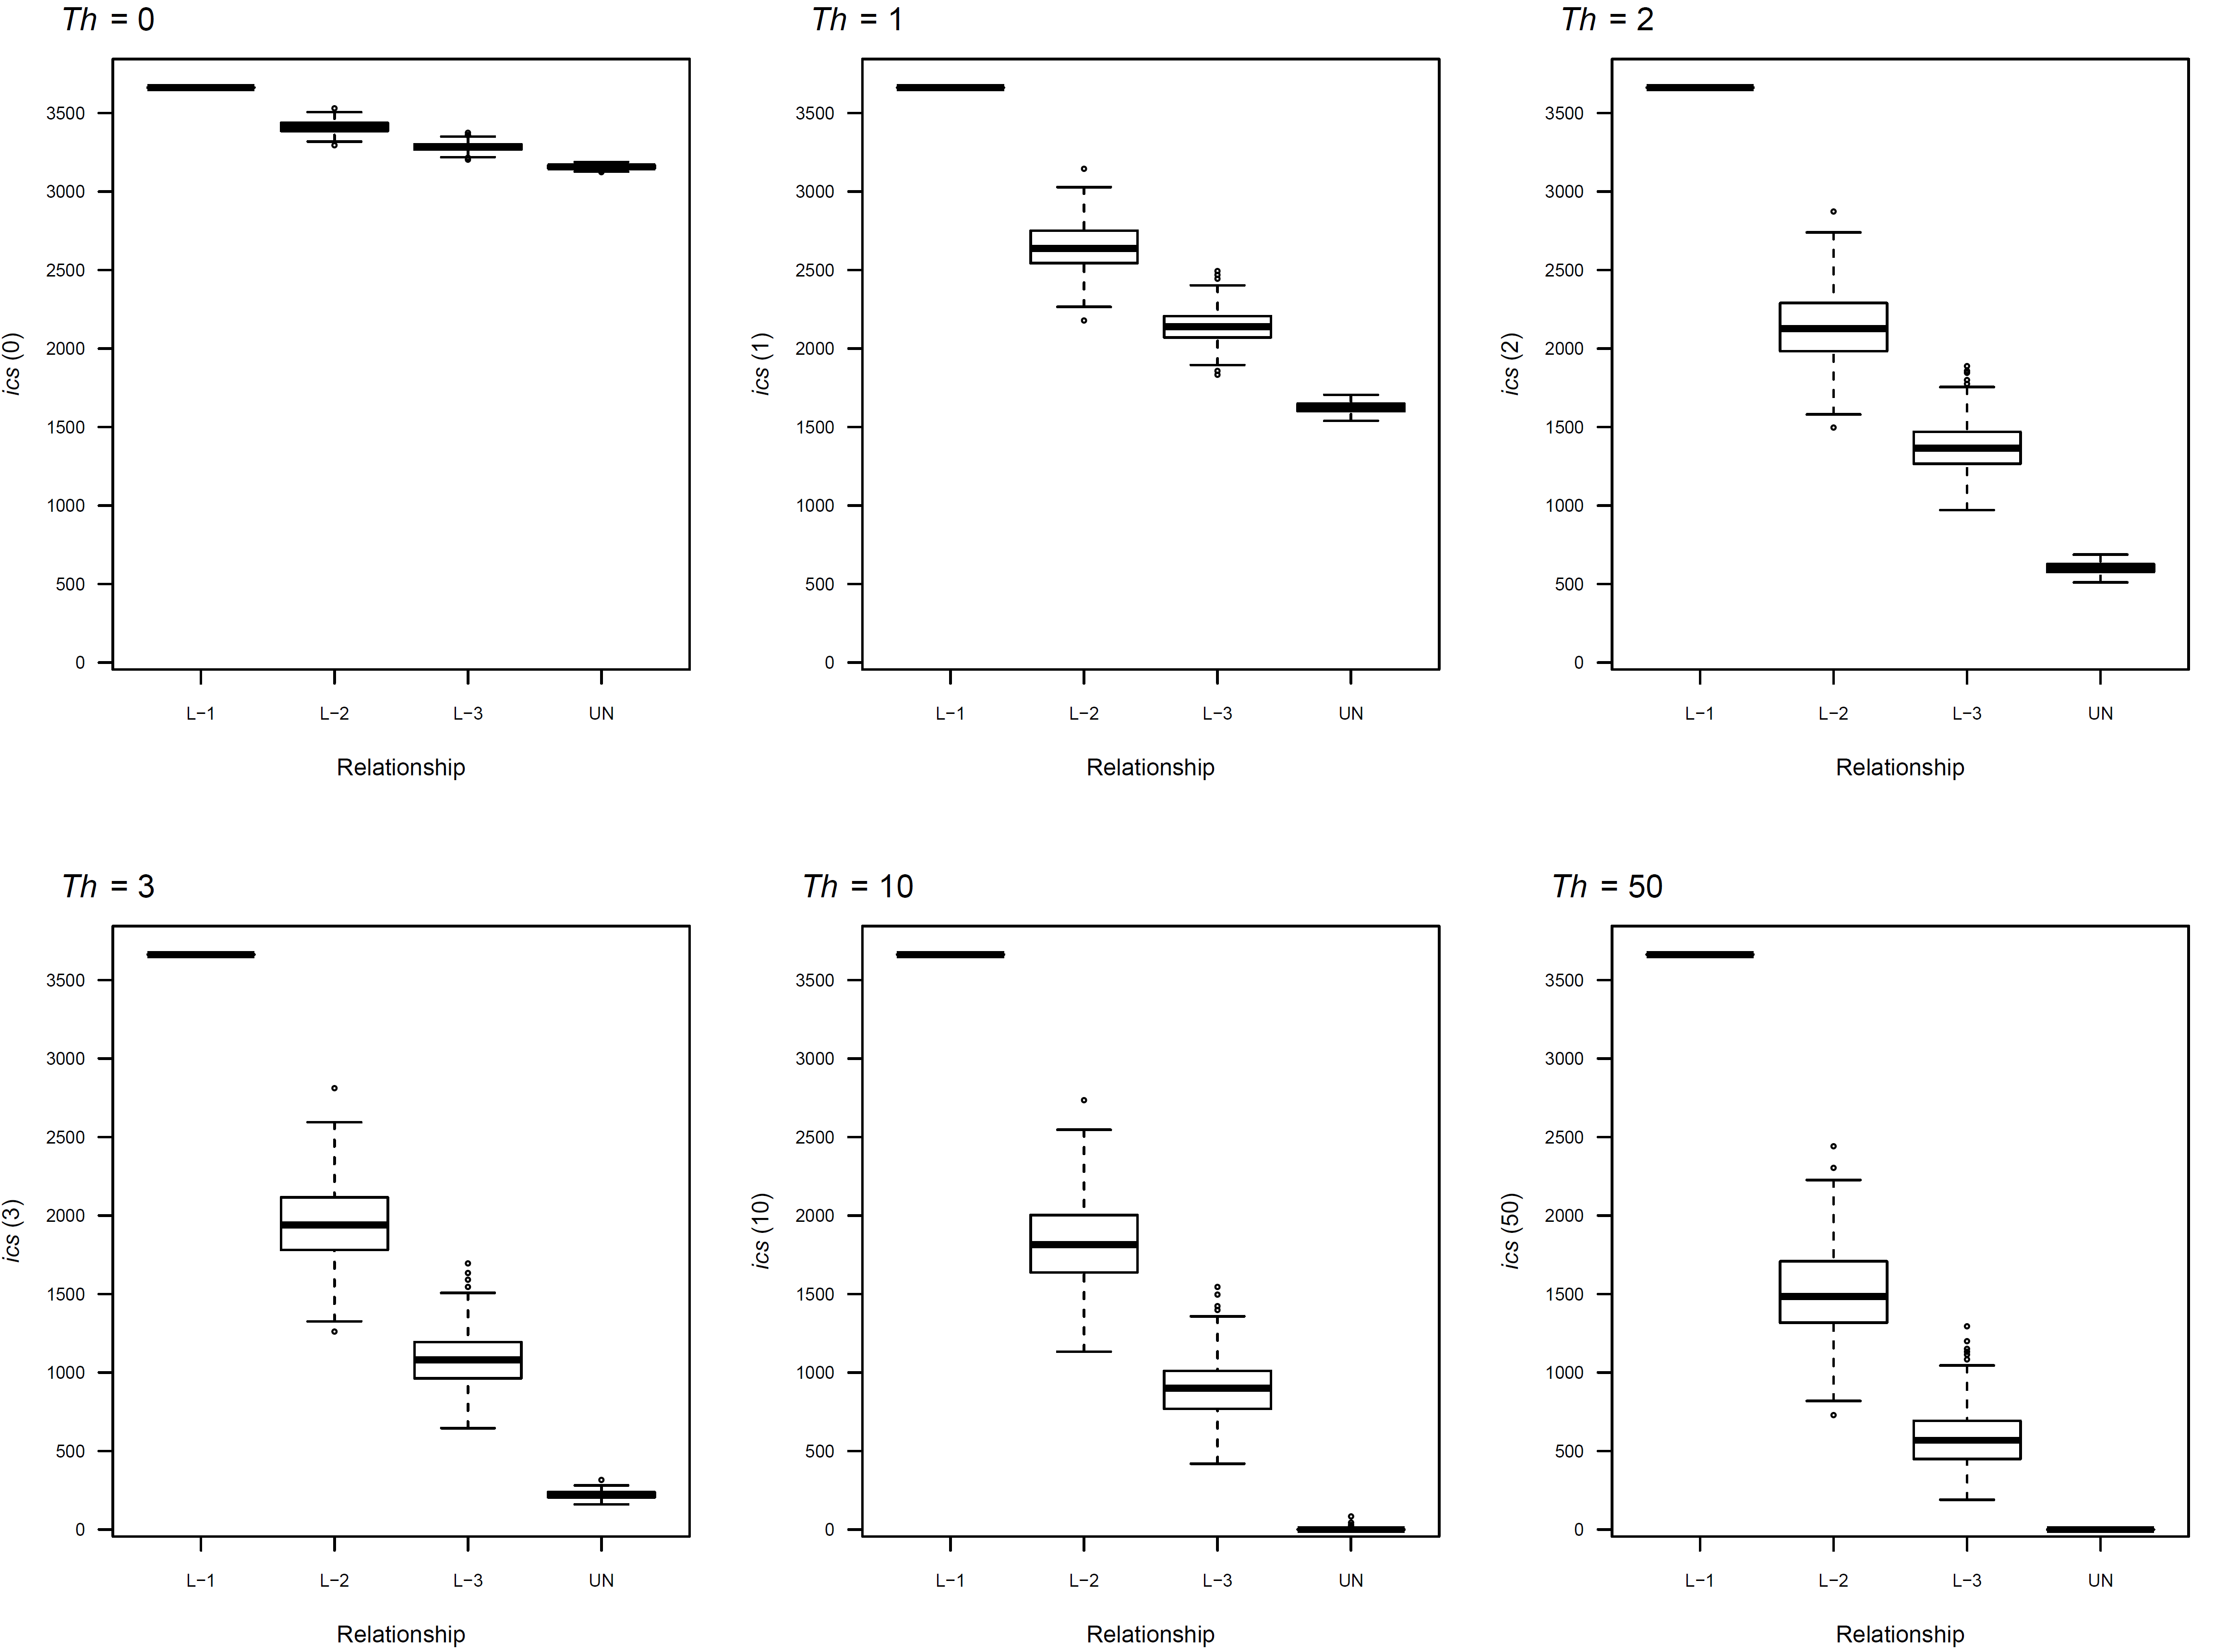 Th = 0
ics (0)
3500
3000
2500
2000
1500
1000
500
0
L−1 L−2 L−3 UN
Relationship
Th = 1
ics (1)
3500
3000
2500
2000
1500
1000
500
0
L−1 L−2 L−3 UN
Relationship
Th = 2
ics (2)
3500
3000
2500
2000
1500
1000
500
0
L−1 L−2 L−3 UN
Relationship
Th = 3
ics (3)
3500
3000
2500
2000
1500
1000
500
0
L−1 L−2 L−3 UN
Relationship
Th = 10
ics (10)
3500
3000
2500
2000
1500
1000
500
0
L−1 L−2 L−3 UN
Relationship
Th = 50
ics (50)
3500
3000
2500
2000
1500
1000
500
0
L−1 L−2 L−3 UN
Relationship